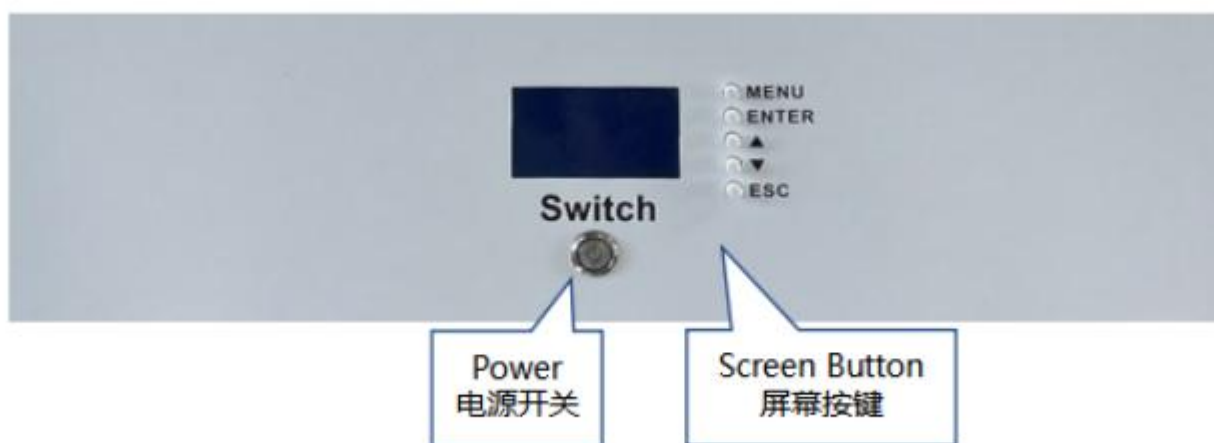 MENU
ENTER
▲
▼
ESC
Switch
Power
电源开关
Screen Button
屏幕按键